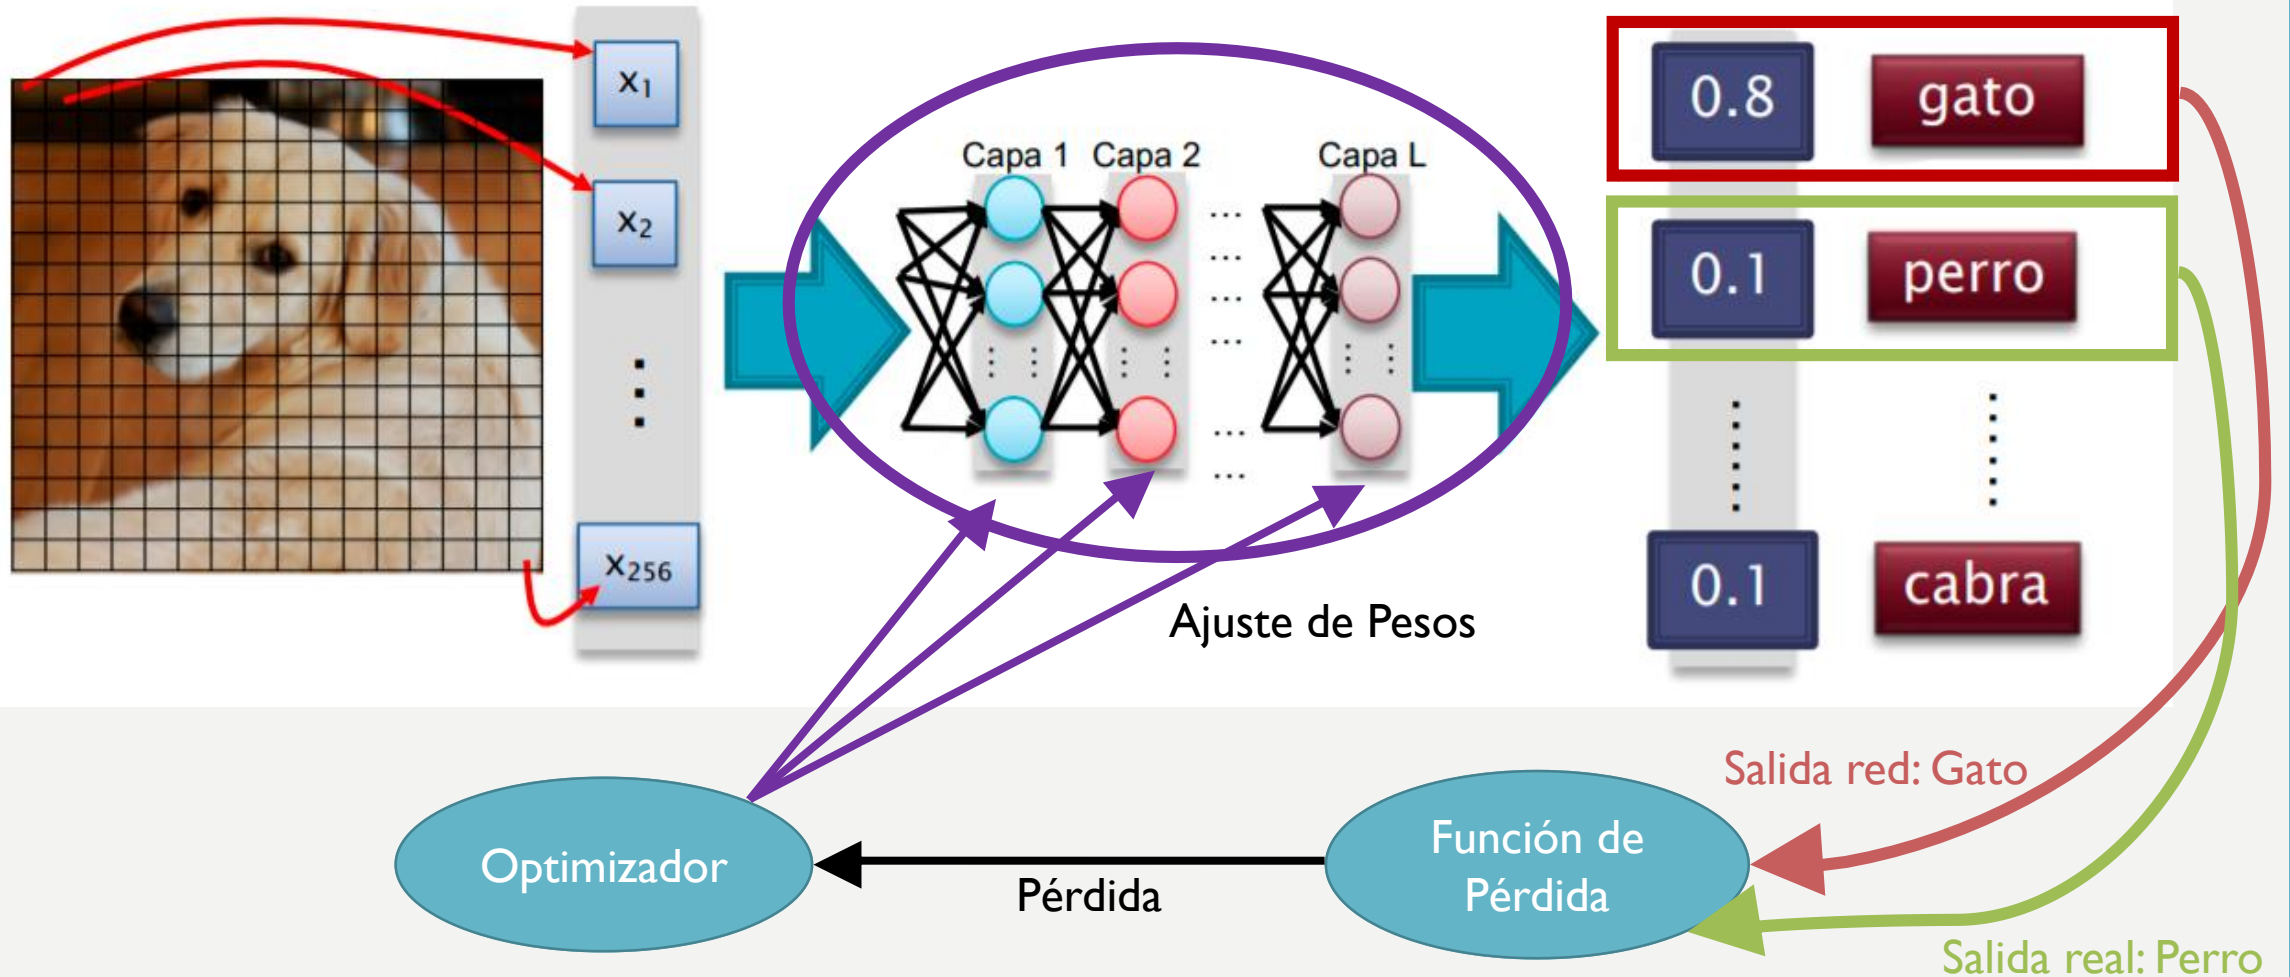 x1
x2
x256
Capa 1
Capa 2
Capa L
...
...
...
...
...
...
0.8
gato
0.1
perro
0.1
cabra
Ajuste de Pesos
Salida red: Gato
Función de
Pérdida
Optimizador
Pérdida
Salida real: Perro